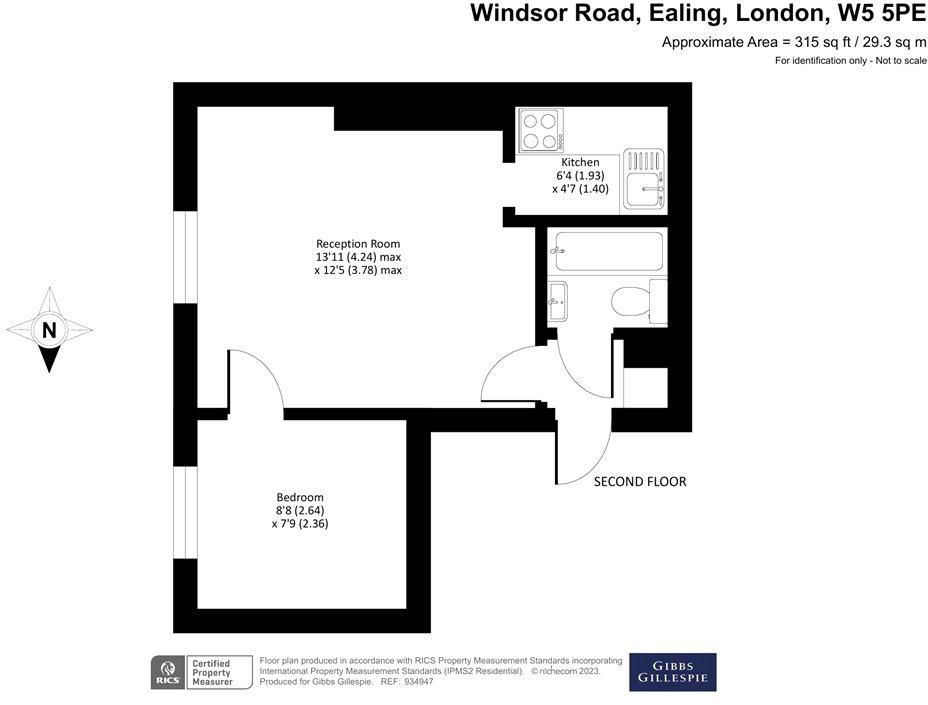 Windsor Road, Ealing, London, W5 5PE
Approximate Area = 315 sq ft / 29.3 sq m
For identification only - Not to scale
Kitchen
6'4 (1.93)
x 4'7 (1.40)
Reception Room
13'11 (4.24) max
x 12'5 (3.78) max
N
SECOND FLOOR
Bedroom
8'8 (2.64)
x 7'9 (2.36)
RICS
Certified
Property
Measurer
Floor plan produced in accordance with RICS Property Measurement Standards incorporating
International Property Measurement Standards (IPMS2 Residential). © nichecom 2023.
Produced for Gibbs Gillespie. REF: 934947
GIBBS
GILLESPIE